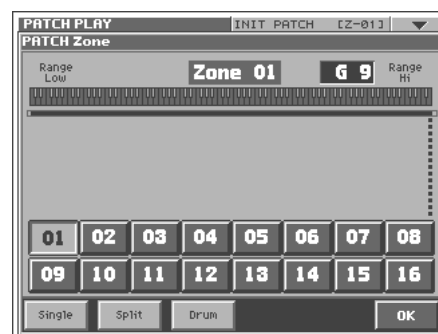 PATCH PLAY INIT PATCH [Z-01]
PATCH Zone
Range Low Zone 01 G 9 Range Hi
01 02 03 04 05 06 07 08
09 10 11 12 13 14 15 16
Single Split Drum OK